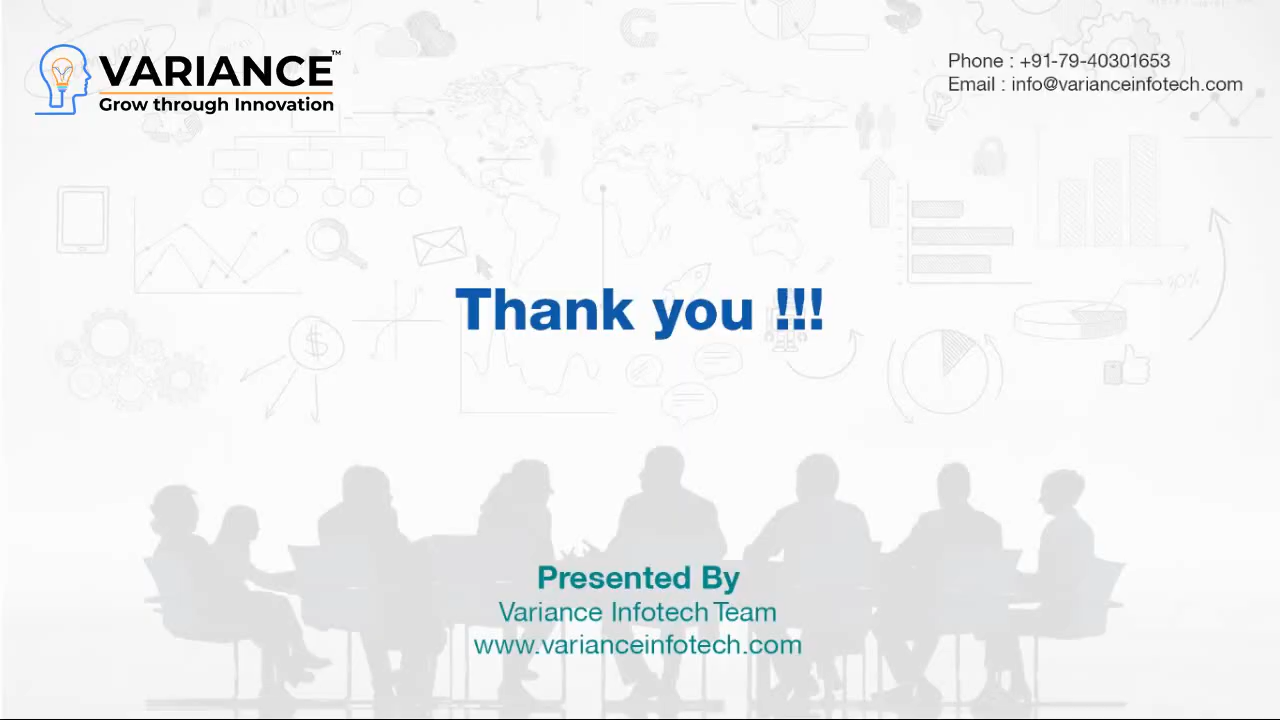 VARIANCE™
Grow through Innovation
Phone : +91-79-40301653
Email : info@varianceinfotech.com
30%
Thank you !!!
Presented By
Variance Infotech Team
www.varianceinfotech.com